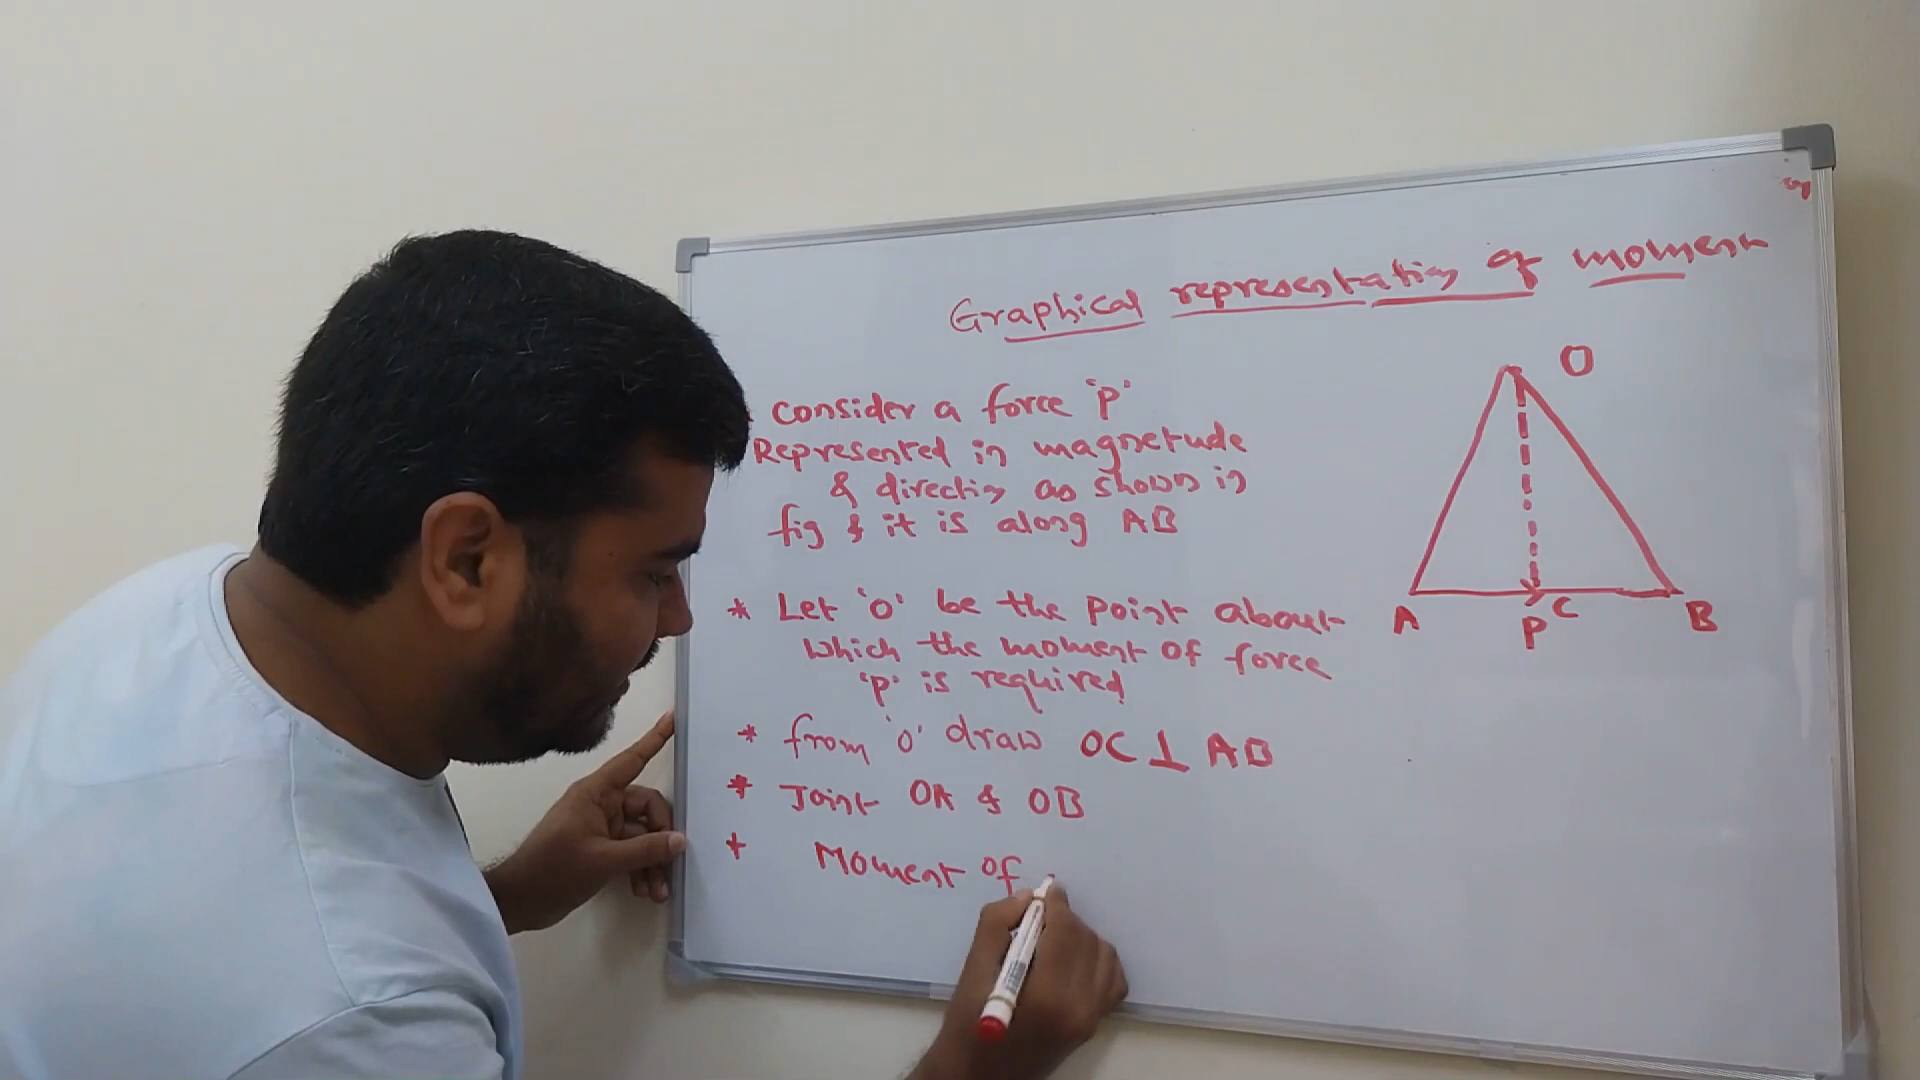 Graphical representation of moment
consider a force 'p'
Represented in magnetude
& direction as shown in
fig & it is along AB
* Let 'o' be the point about
which the moment of force
'p' is required
* from 'o' draw OC ⊥ AB
* Joint OA & OB
* Moment of
O
A
P
C
B